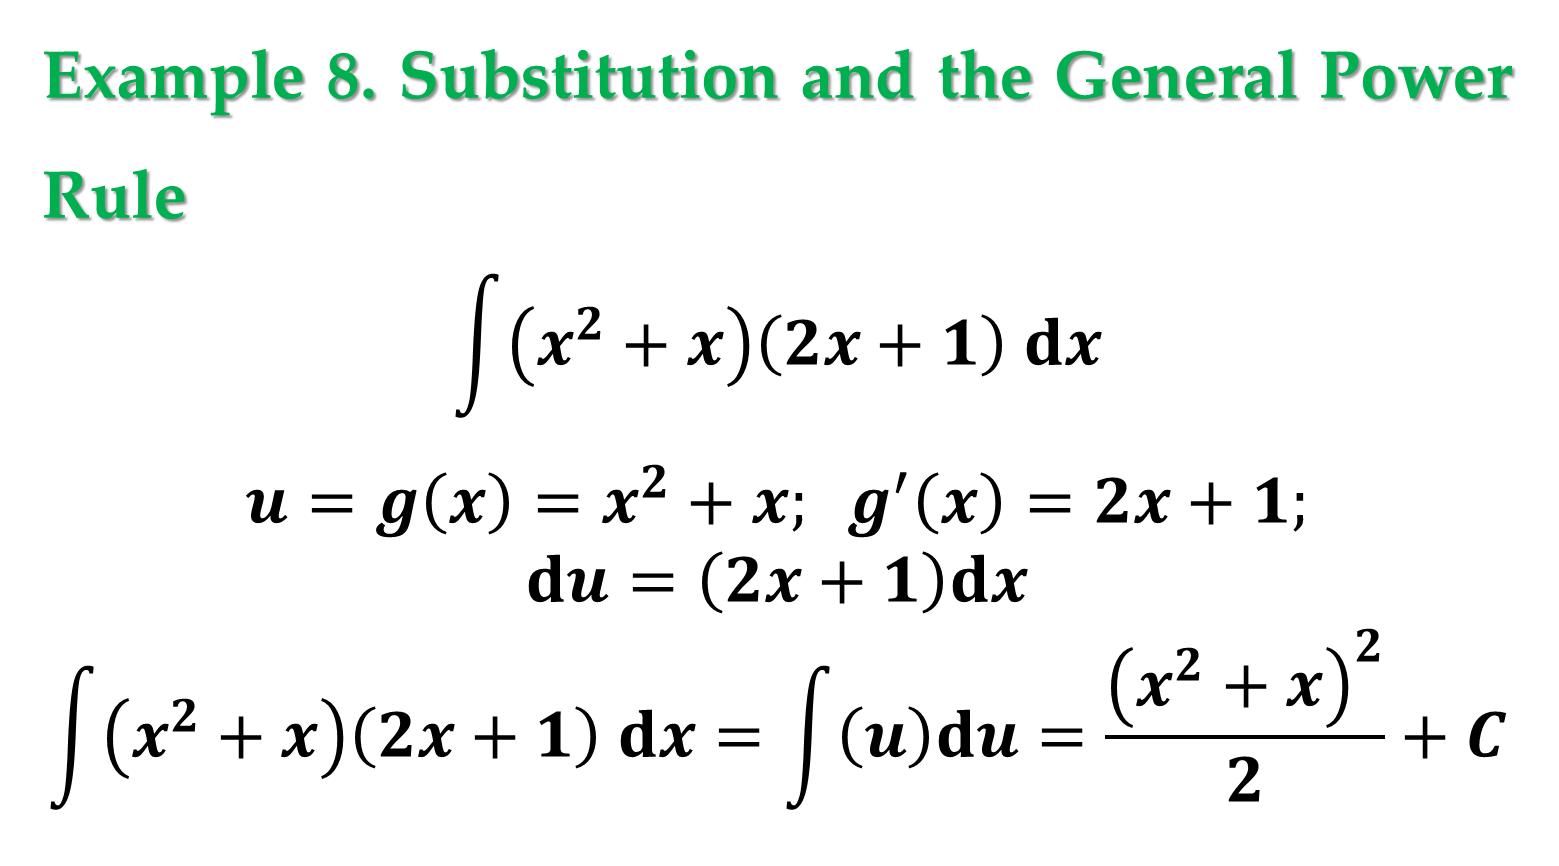 Example 8. Substitution and the General Power
Rule
∫(x² + x)(2x + 1) dx
u = g(x) = x² + x; g′(x) = 2x + 1;
du = (2x + 1)dx
∫(x² + x)(2x + 1) dx = ∫(u)du = (x² + x)²/2 + C